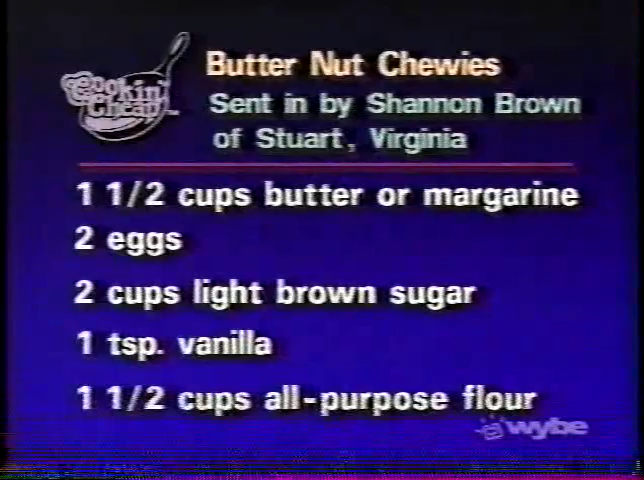 Cookin' Cheap
Butter Nut Chewies
Sent in by Shannon Brown
of Stuart, Virginia
1 1/2 cups butter or margarine
2 eggs
2 cups light brown sugar
1 tsp. vanilla
1 1/2 cups all-purpose flour
wybe